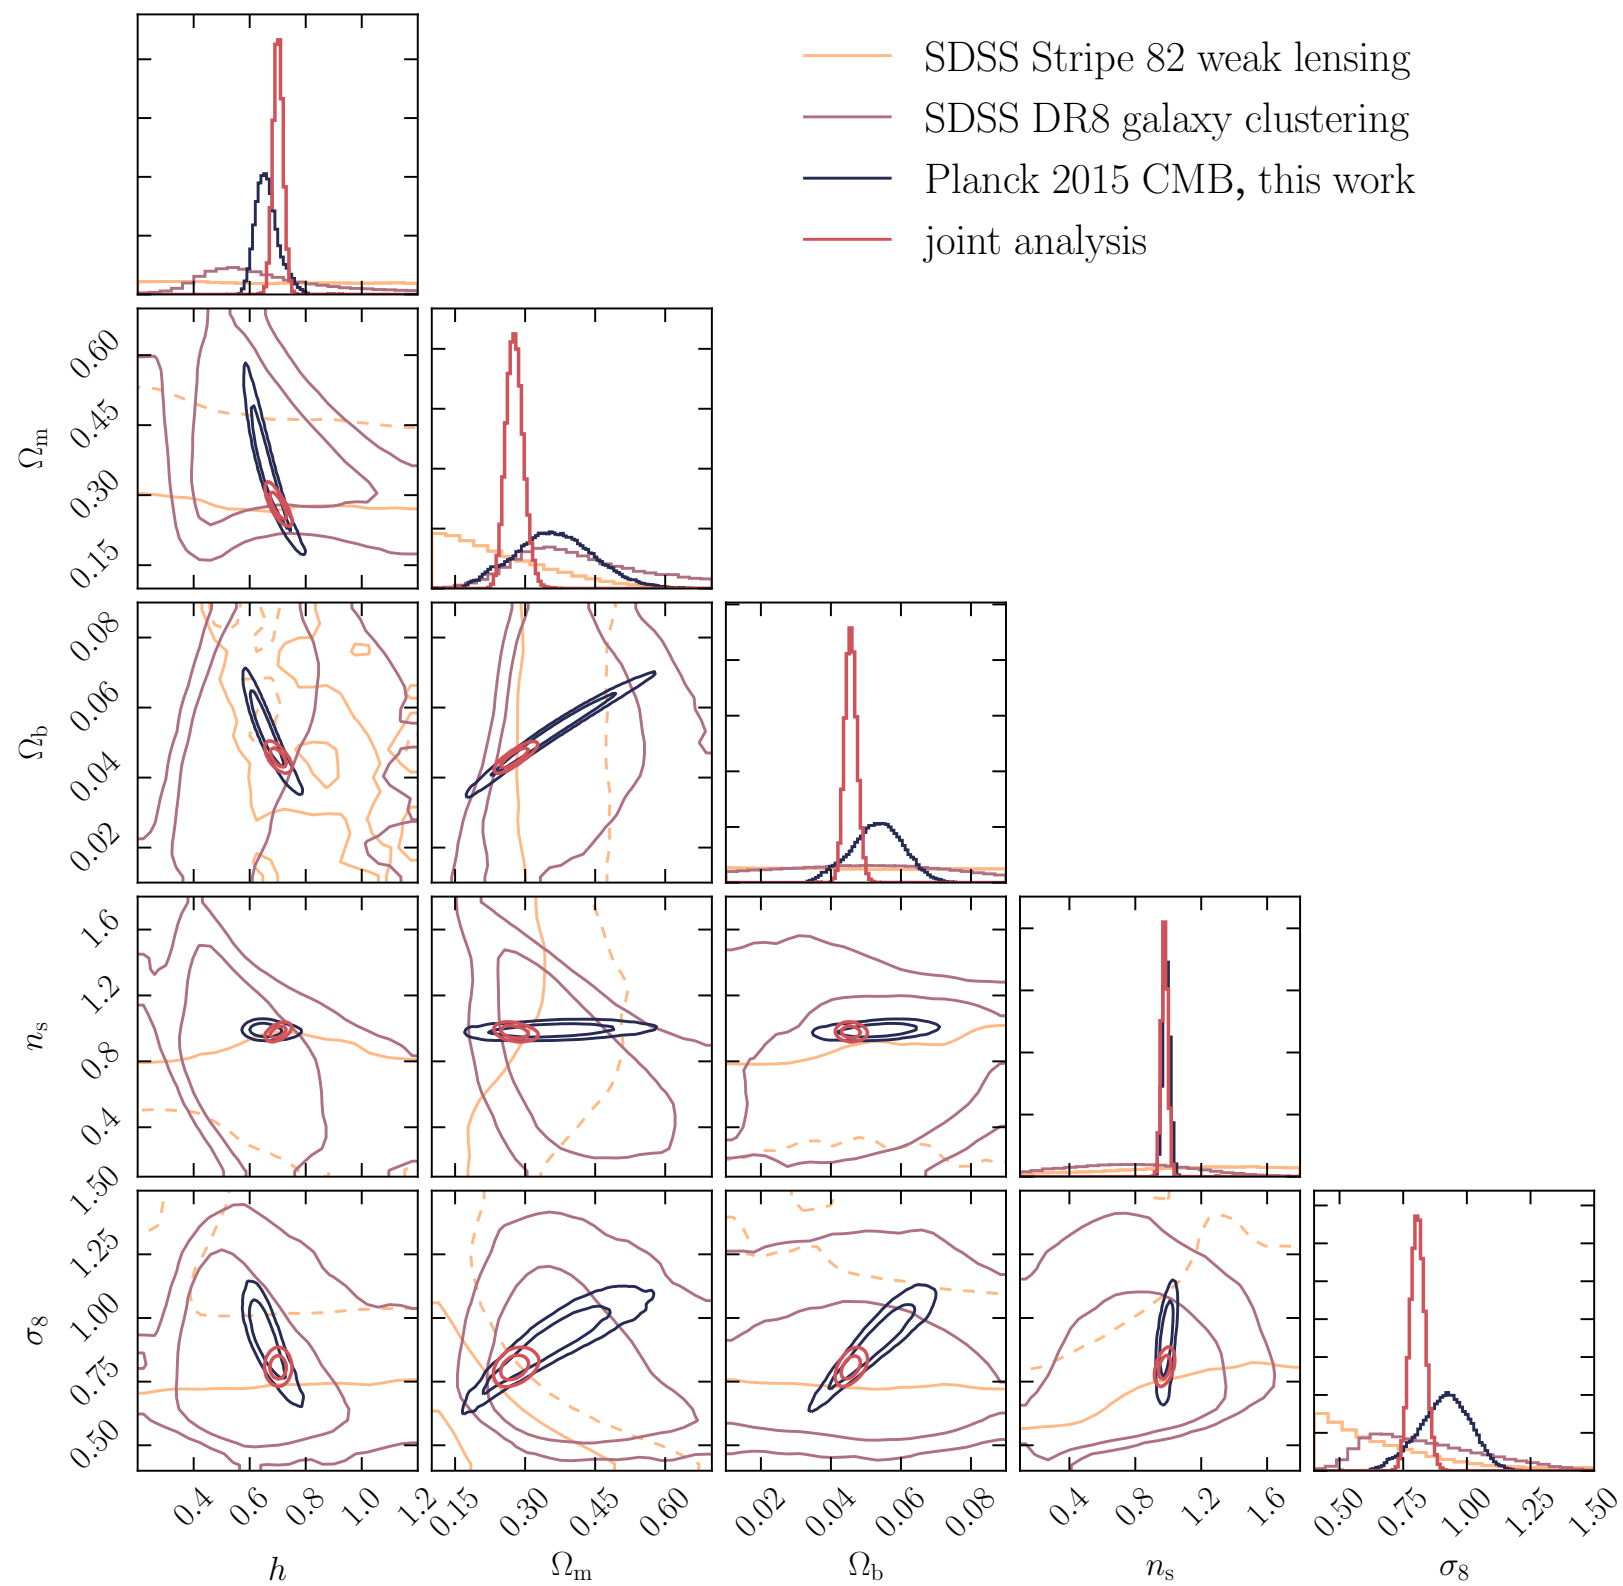 SDSS Stripe 82 weak lensing
SDSS DR8 galaxy clustering
Planck 2015 CMB, this work
joint analysis
0.60
0.45
0.30
0.15
Ωm
0.08
0.06
0.04
0.02
Ωb
1.6
1.2
0.8
0.4
ns
1.50
1.25
1.00
0.75
0.50
σ8
0.4 0.6 0.8 1.0 1.2 0.15 0.30 0.45 0.60 0.02 0.04 0.06 0.08 0.4 0.8 1.2 1.6 0.50 0.75 1.00 1.25 1.50
h Ωm Ωb ns σ8